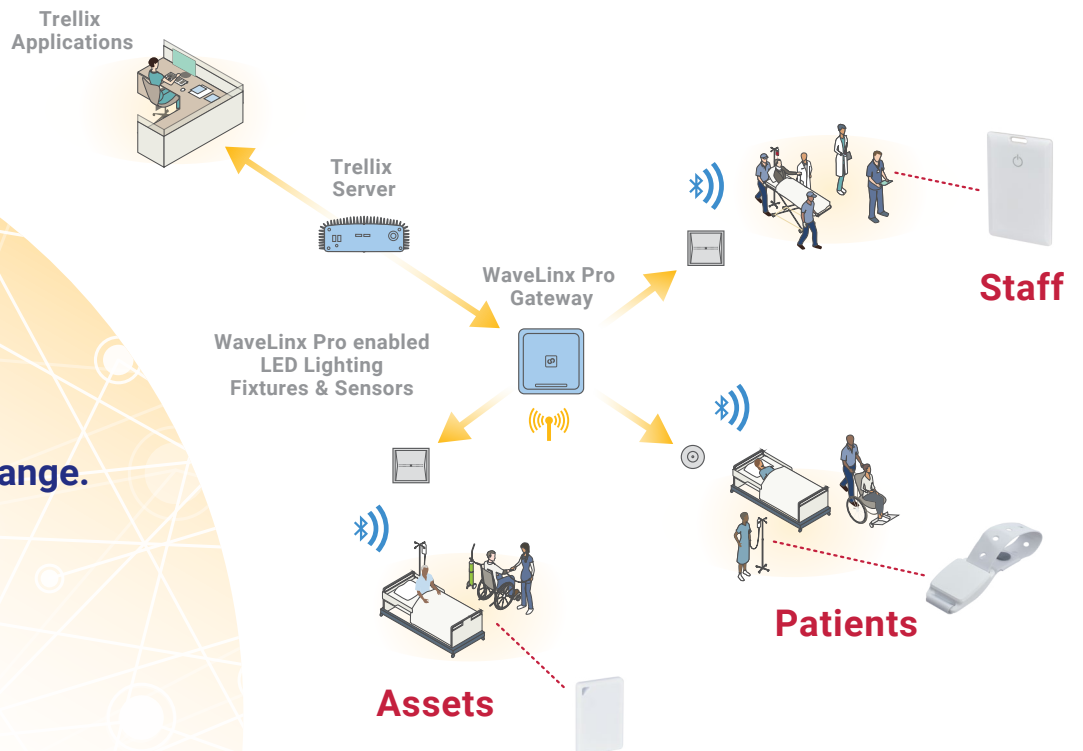 Trellix
Applications
Trellix
Server
WaveLinx Pro
Gateway
Staff
WaveLinx Pro enabled
LED Lighting
Fixtures & Sensors
ange.
Patients
Assets